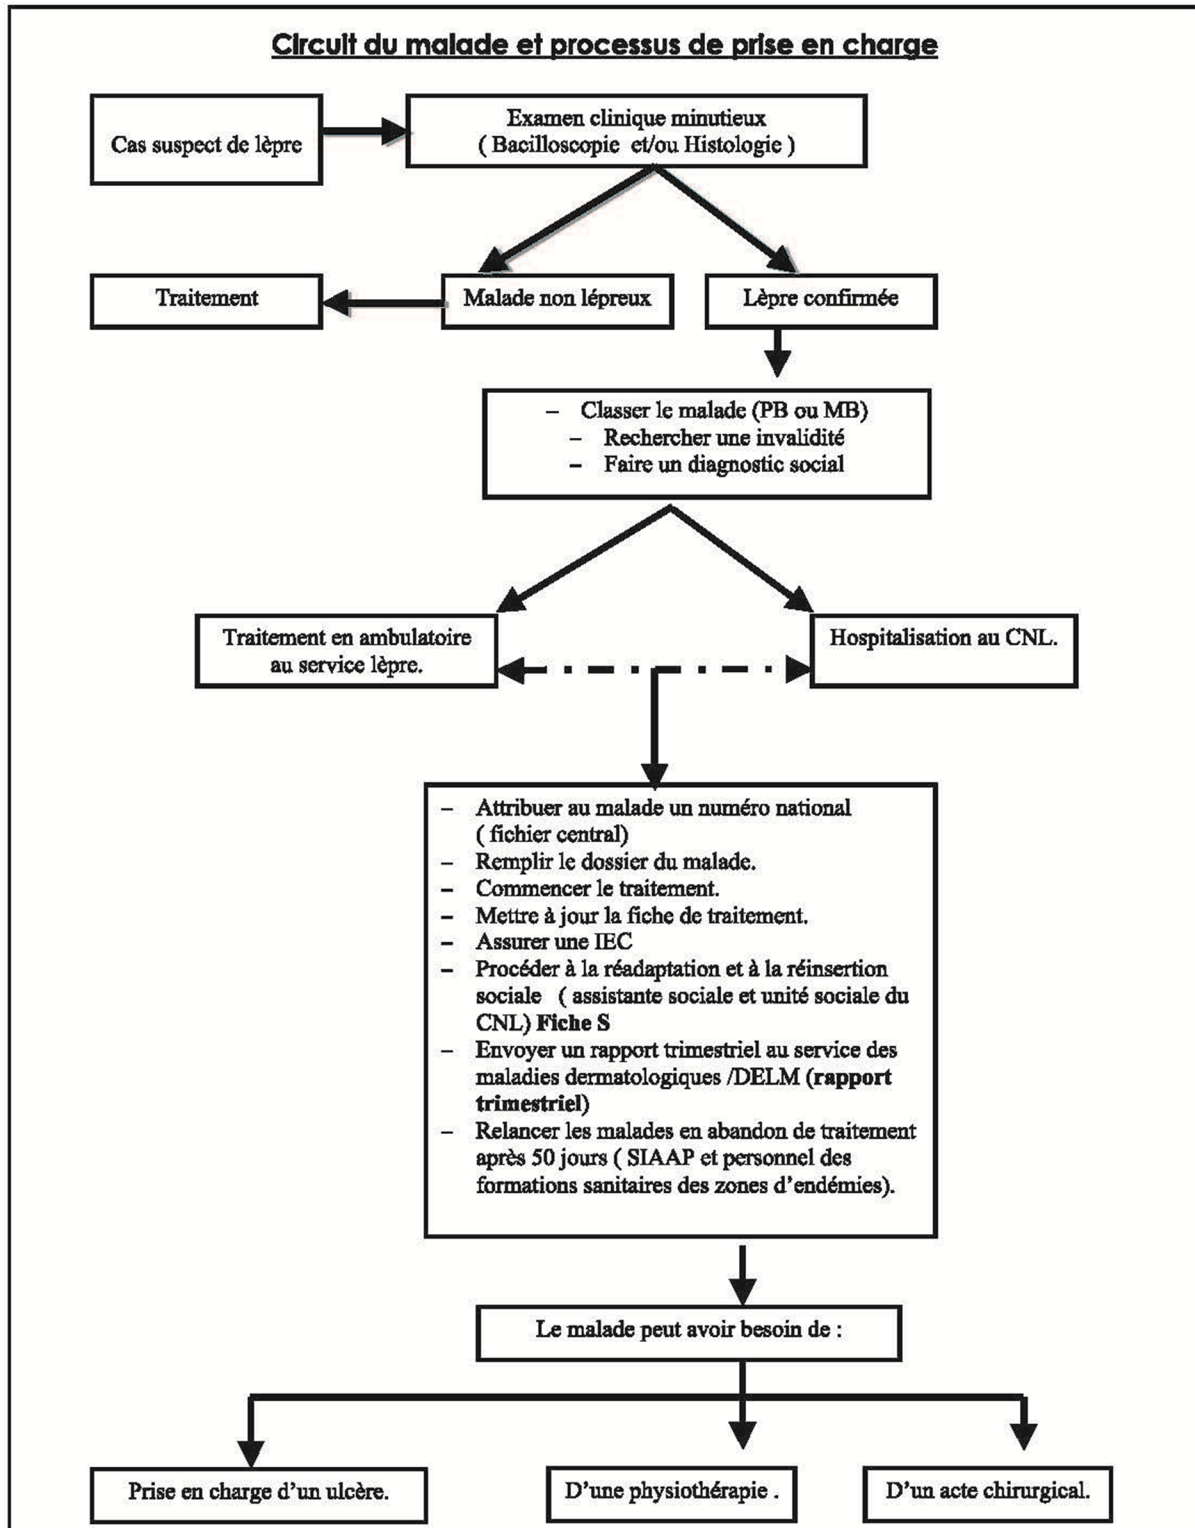 Circuit du malade et processus de prise en charge
Cas suspect de lèpre
Examen clinique minutieux
( Bacilloscopie et/ou Histologie )
Traitement
Malade non lépreux
Lèpre confirmée
– Classer le malade (PB ou MB)
– Rechercher une invalidité
– Faire un diagnostic social
Traitement en ambulatoire
au service lèpre.
Hospitalisation au CNL.
– Attribuer au malade un numéro national
( fichier central)
– Remplir le dossier du malade.
– Commencer le traitement.
– Mettre à jour la fiche de traitement.
– Assurer une IEC
– Procéder à la réadaptation et à la réinsertion
sociale ( assistante sociale et unité sociale du
CNL) Fiche S
– Envoyer un rapport trimestriel au service des
maladies dermatologiques /DELM (rapport
trimestriel)
– Relancer les malades en abandon de traitement
après 50 jours ( SIAAP et personnel des
formations sanitaires des zones d'endémies).
Le malade peut avoir besoin de :
Prise en charge d'un ulcère.
D'une physiothérapie .
D'un acte chirurgical.